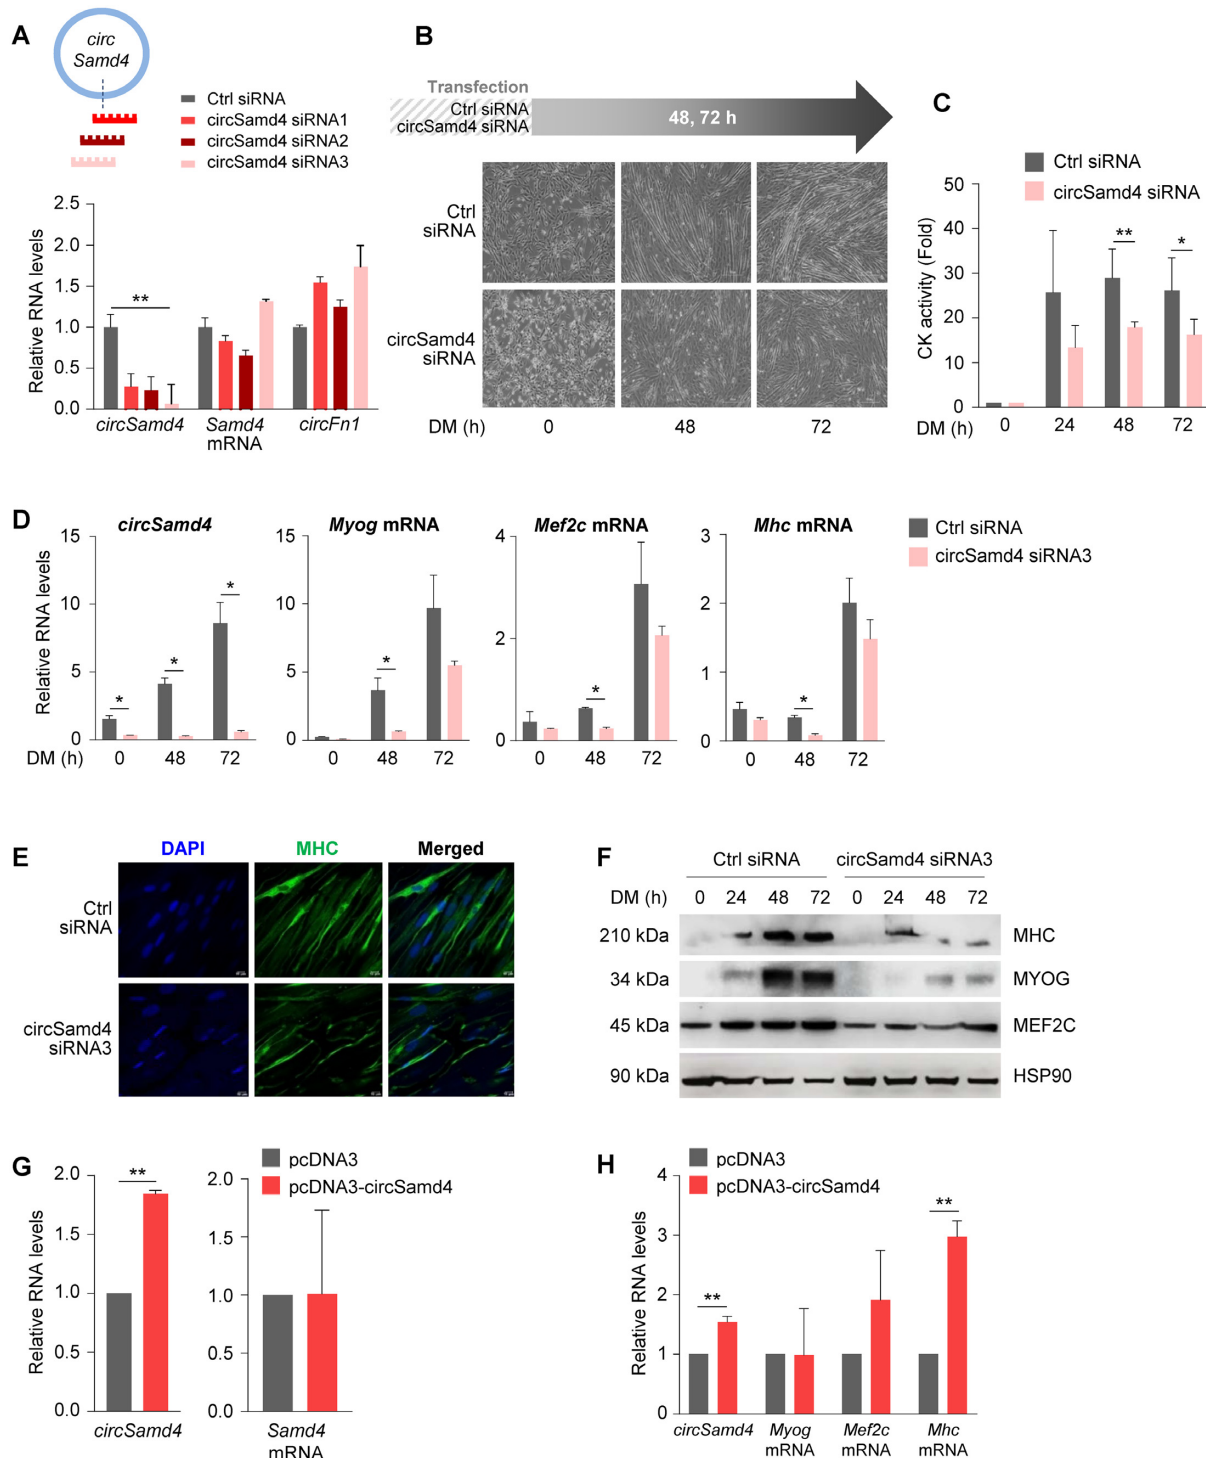 A
circ
Samd4
Ctrl siRNA
circSamd4 siRNA1
circSamd4 siRNA2
circSamd4 siRNA3
Relative RNA levels
2.5
2.0
1.5
1.0
0.5
0.0
**
circSamd4
Samd4
mRNA
circFn1
B
Transfection
Ctrl siRNA
circSamd4 siRNA
48, 72 h
Ctrl
siRNA
circSamd4
siRNA
DM (h)
0
48
72
C
Ctrl siRNA
circSamd4 siRNA
CK activity (Fold)
50
40
30
20
10
0
**
*
DM (h)
0
24
48
72
D
circSamd4
Relative RNA levels
15
10
5
0
*
*
*
DM (h)
0
48
72
Myog mRNA
15
10
5
0
*
0
48
72
Mef2c mRNA
4
2
0
*
0
48
72
Mhc mRNA
3
2
1
0
*
0
48
72
Ctrl siRNA
circSamd4 siRNA3
E
DAPI
MHC
Merged
Ctrl
siRNA
circSamd4
siRNA3
F
Ctrl siRNA
circSamd4 siRNA3
DM (h)
0 24 48 72 0 24 48 72
210 kDa
MHC
34 kDa
MYOG
45 kDa
MEF2C
90 kDa
HSP90
G
pcDNA3
pcDNA3-circSamd4
Relative RNA levels
2.0
1.5
1.0
0.5
0.0
**
circSamd4
2.0
1.5
1.0
0.5
0.0
Samd4
mRNA
H
pcDNA3
pcDNA3-circSamd4
Relative RNA levels
4
3
2
1
0
**
**
circSamd4
Myog
mRNA
Mef2c
mRNA
Mhc
mRNA